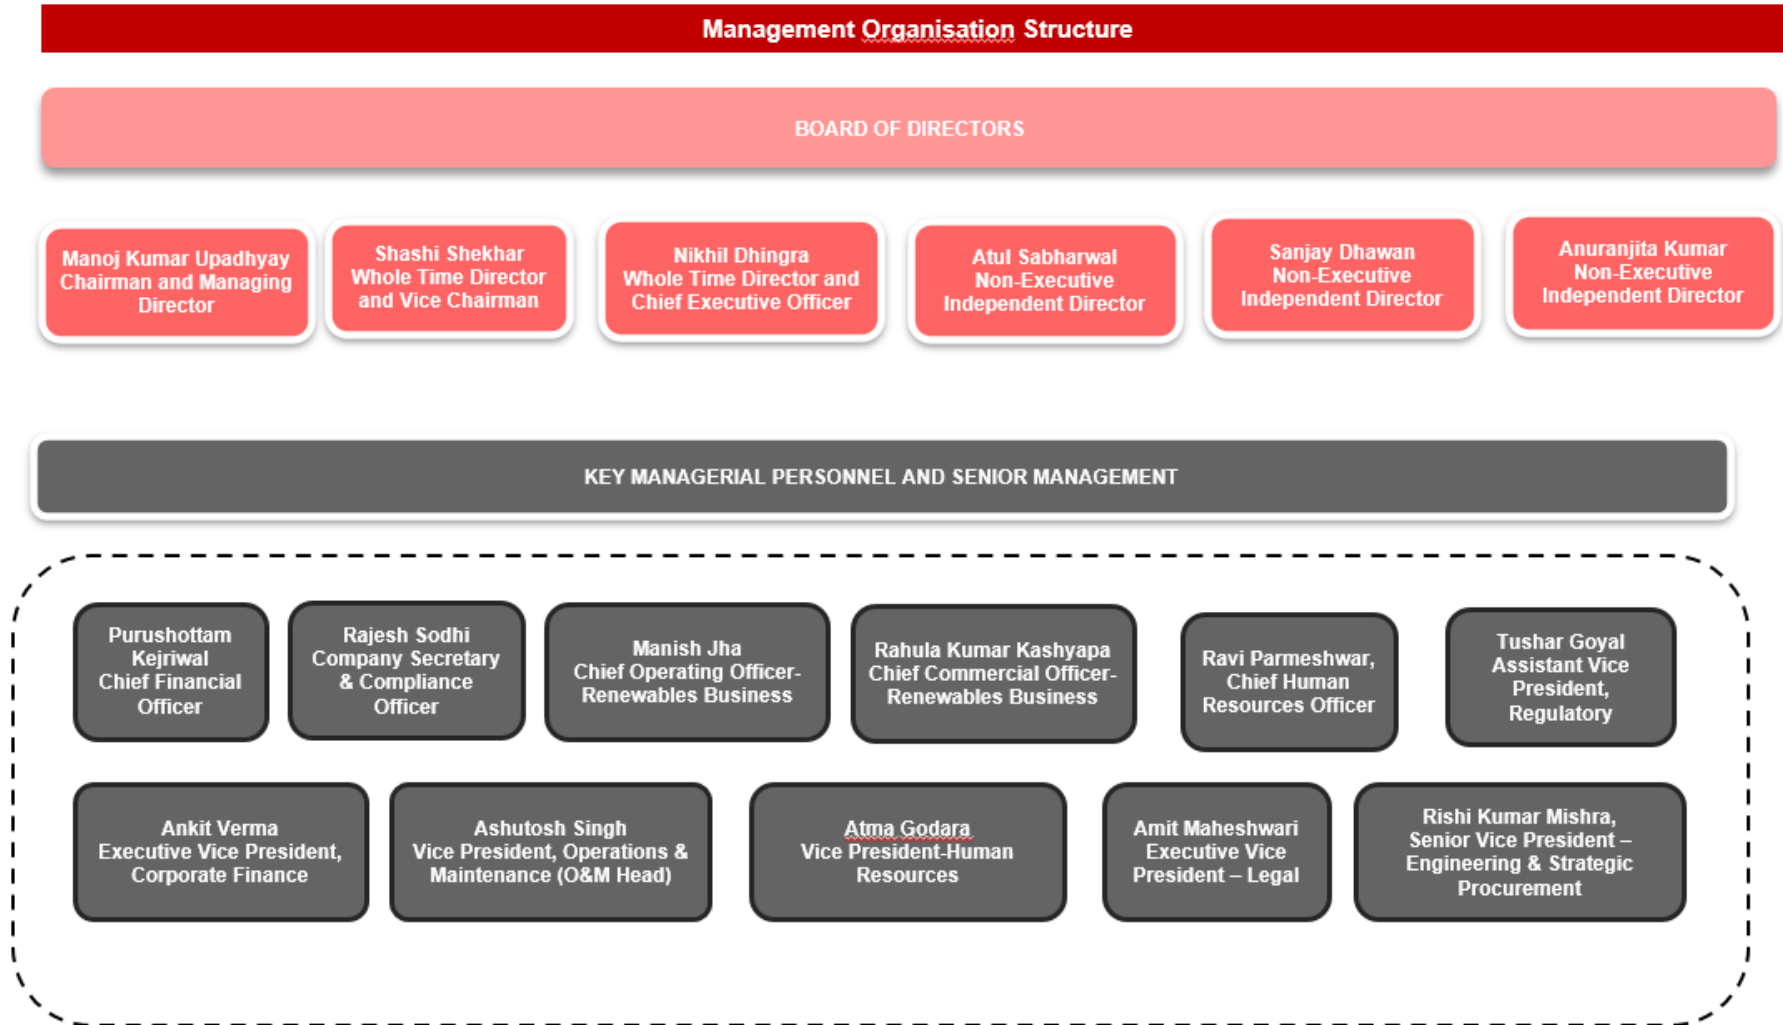 Management Organisation Structure
BOARD OF DIRECTORS
Manoj Kumar Upadhyay
Chairman and Managing
Director
Shashi Shekhar
Whole Time Director
and Vice Chairman
Nikhil Dhingra
Whole Time Director and
Chief Executive Officer
Atul Sabharwal
Non-Executive
Independent Director
Sanjay Dhawan
Non-Executive
Independent Director
Anuranjita Kumar
Non-Executive
Independent Director
KEY MANAGERIAL PERSONNEL AND SENIOR MANAGEMENT
Purushottam
Kejriwal
Chief Financial
Officer
Rajesh Sodhi
Company Secretary
& Compliance
Officer
Manish Jha
Chief Operating Officer-
Renewables Business
Rahula Kumar Kashyapa
Chief Commercial Officer-
Renewables Business
Ravi Parmeshwar,
Chief Human
Resources Officer
Tushar Goyal
Assistant Vice
President,
Regulatory
Ankit Verma
Executive Vice President,
Corporate Finance
Ashutosh Singh
Vice President, Operations &
Maintenance (O&M Head)
Atma Godara
Vice President-Human
Resources
Amit Maheshwari
Executive Vice
President – Legal
Rishi Kumar Mishra,
Senior Vice President –
Engineering & Strategic
Procurement